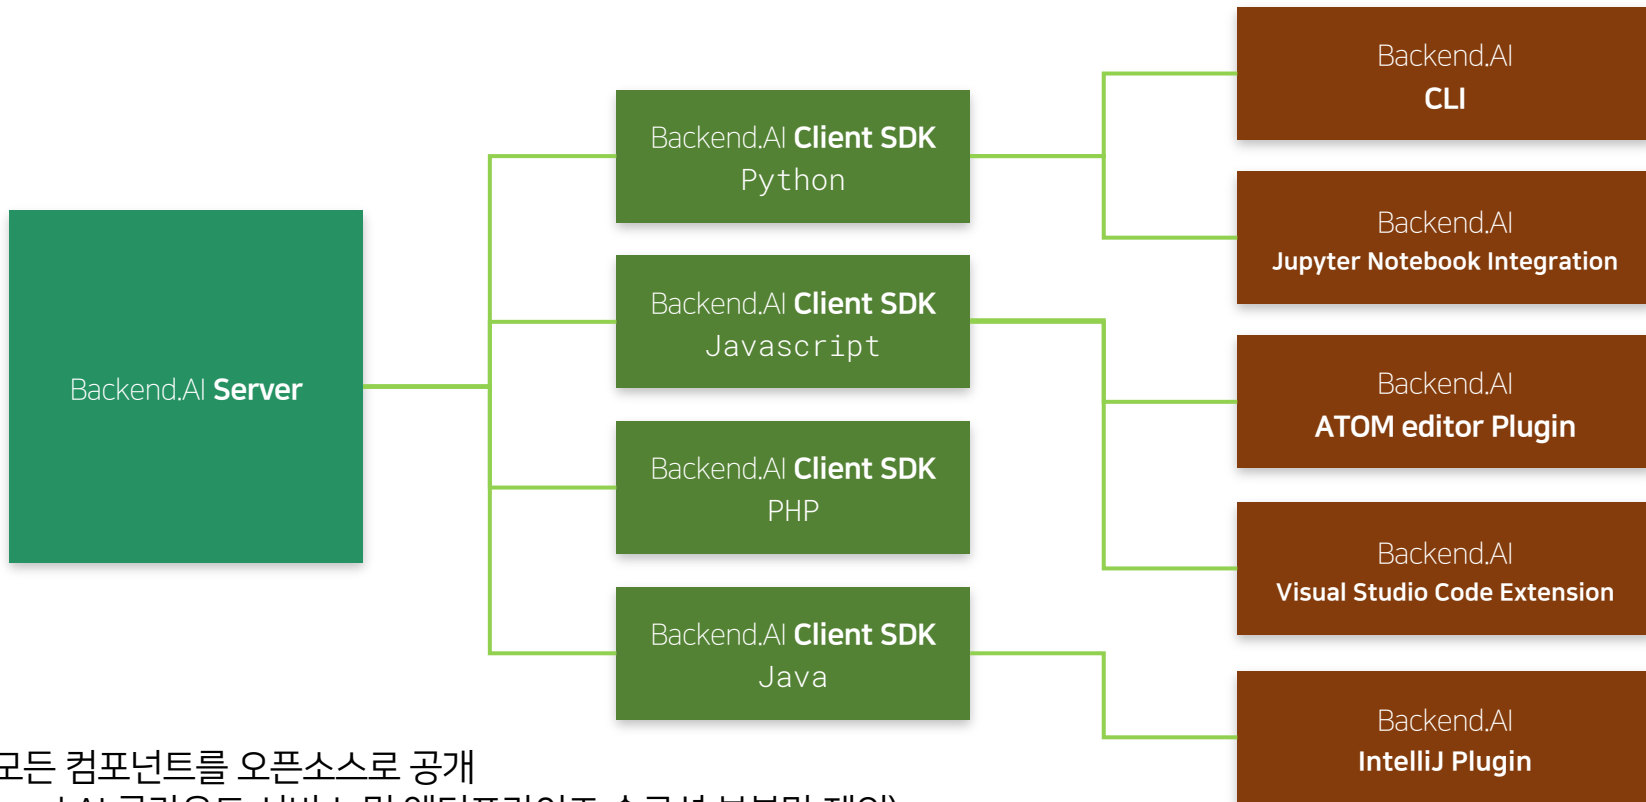 Backend.AI Server
Backend.AI Client SDK
Python
Backend.AI Client SDK
Javascript
Backend.AI Client SDK
PHP
Backend.AI Client SDK
Java
Backend.AI
CLI
Backend.AI
Jupyter Notebook Integration
Backend.AI
ATOM editor Plugin
Backend.AI
Visual Studio Code Extension
Backend.AI
IntelliJ Plugin
모든 컴포넌트를 오픈소스로 공개